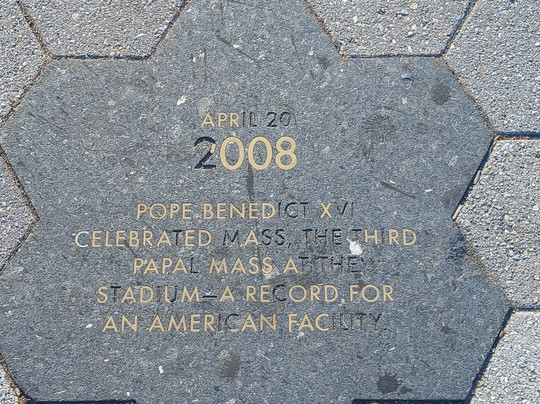 APRIL 20
2008
POPE BENEDICT XVI
CELEBRATED MASS, THE THIRD
PAPAL MASS AT THE
STADIUM—A RECORD FOR
AN AMERICAN FACILITY.